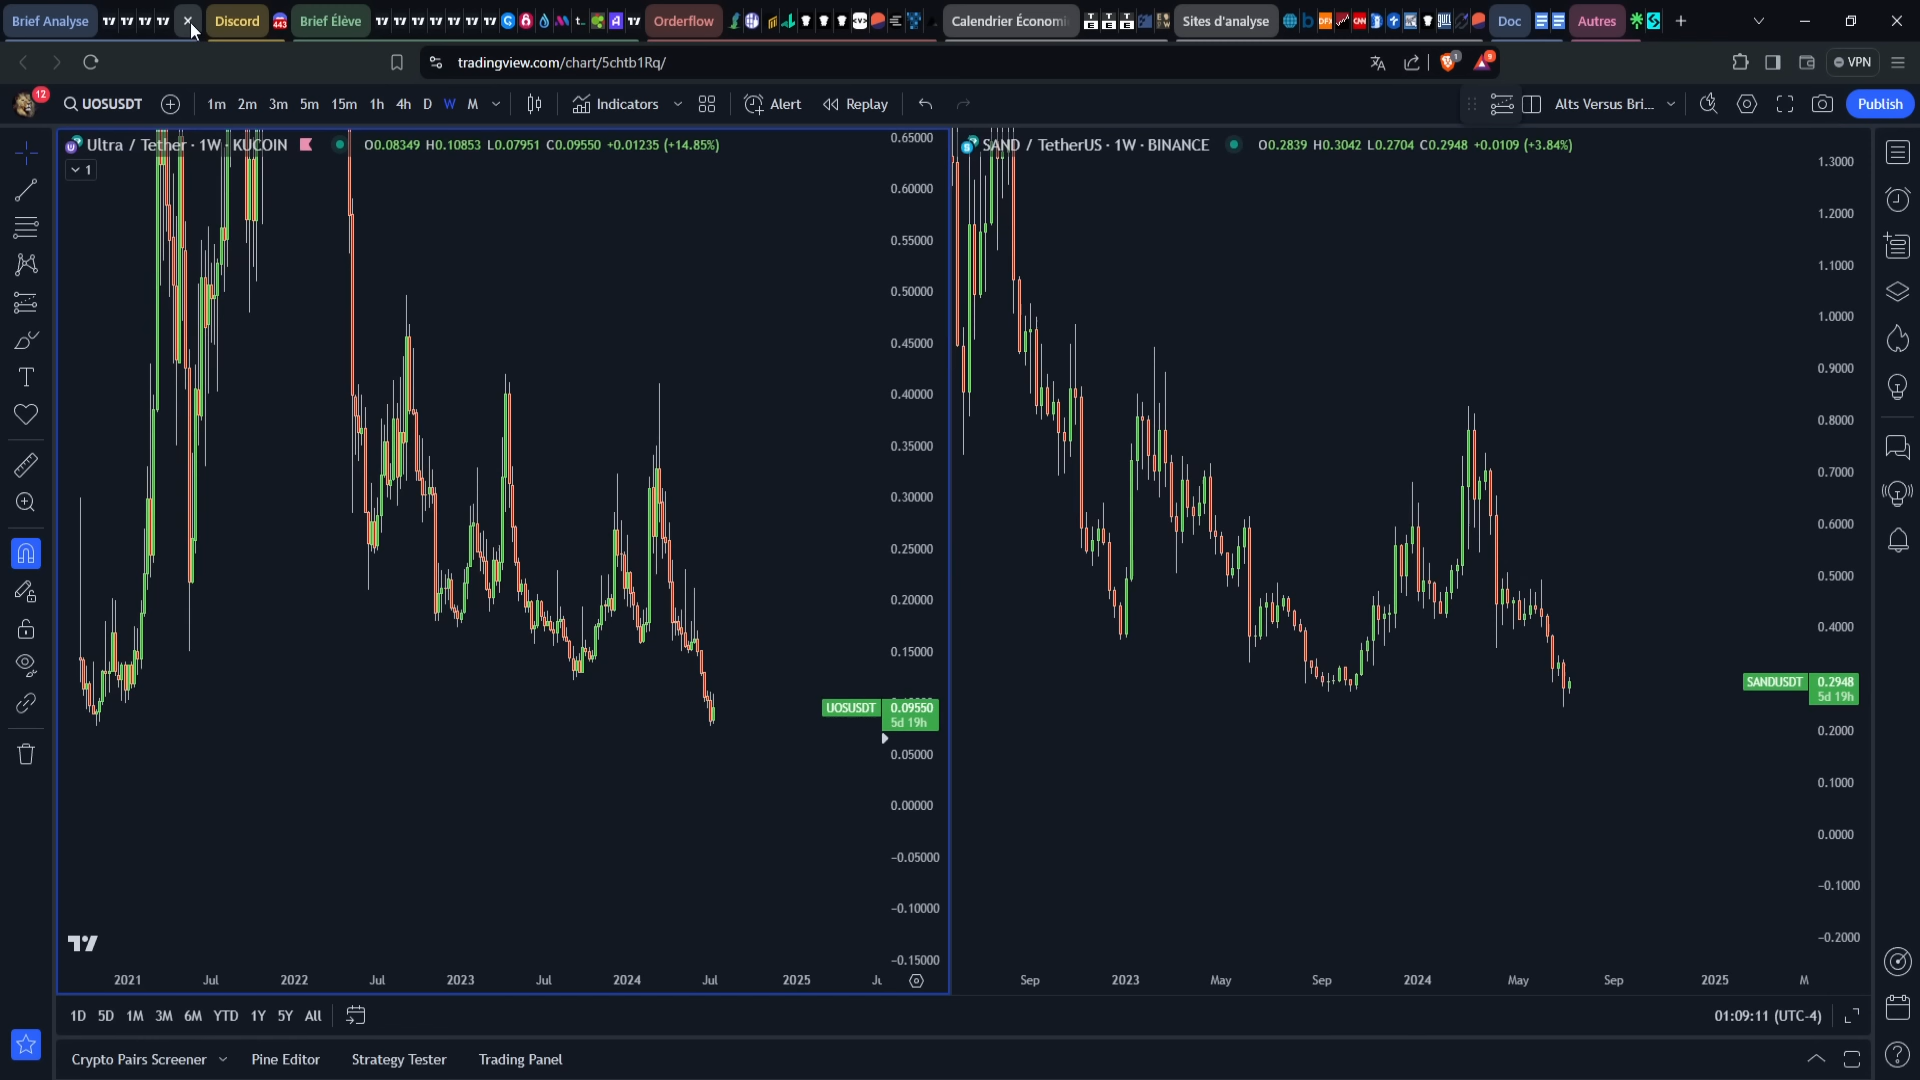 Brief Analyse
Discord
443
Brief Élève
Orderflow
Calendrier Économi
Sites d'analyse
Doc
Autres
tradingview.com/chart/5chtb1Rq/
VPN
12
UOSUSDT
1m 2m 3m 5m 15m 1h 4h D W M
Indicators
Alert
Replay
Alts Versus Bri...
Publish
Ultra / Tether · 1W · KUCOIN
O0.08349 H0.10853 L0.07951 C0.09550 +0.01235 (+14.85%)
1
0.65000
0.60000
0.55000
0.50000
0.45000
0.40000
0.35000
0.30000
0.25000
0.20000
0.15000
UOSUSDT 0.09550
5d 19h
0.05000
0.00000
−0.05000
−0.10000
−0.15000
2021 Jul 2022 Jul 2023 Jul 2024 Jul 2025
SAND / TetherUS · 1W · BINANCE
O0.2839 H0.3042 L0.2704 C0.2948 +0.0109 (+3.84%)
1.3000
1.2000
1.1000
1.0000
0.9000
0.8000
0.7000
0.6000
0.5000
0.4000
SANDUSDT 0.2948
5d 19h
0.2000
0.1000
0.0000
−0.1000
−0.2000
Sep 2023 May Sep 2024 May Sep 2025 M
1D 5D 1M 3M 6M YTD 1Y 5Y All
01:09:11 (UTC-4)
Crypto Pairs Screener
Pine Editor
Strategy Tester
Trading Panel